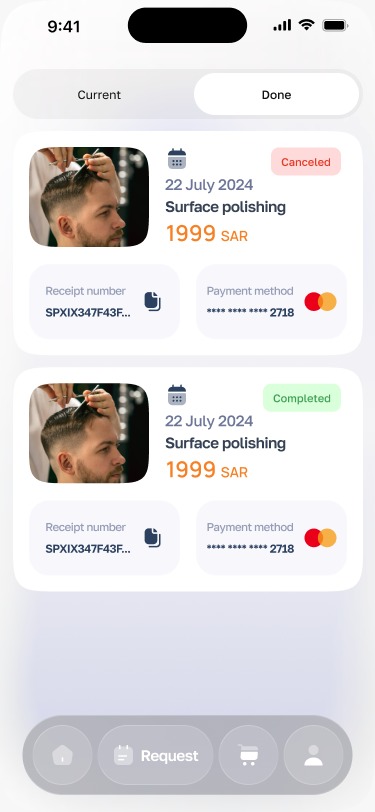 9:41
Current
Done
Canceled
22 July 2024
Surface polishing
1999 SAR
Receipt number
SPXIX347F43F...
Payment method
**** **** **** 2718
Completed
22 July 2024
Surface polishing
1999 SAR
Receipt number
SPXIX347F43F...
Payment method
**** **** **** 2718
Request